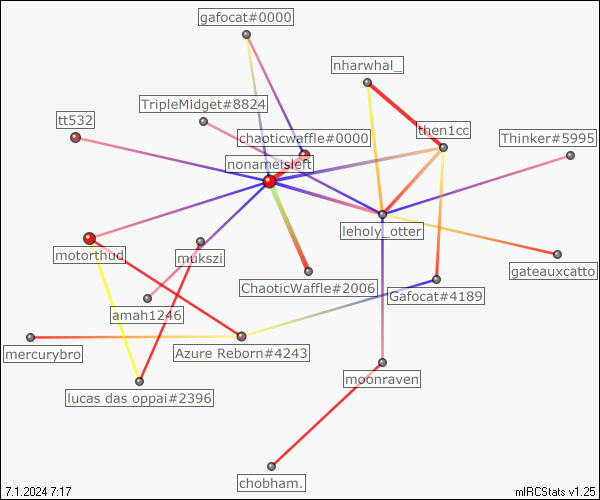 gafocat#0000
nharwhal_
TripleMidget#8824
tt532
then1cc
chaoticwaffle#0000
Thinker#5995
nonameisleft
leholy_otter
motorthud
mukszi
gateauxcatto
ChaoticWaffle#2006
Gafocat#4189
amah1246
mercurybro
Azure Reborn#4243
moonraven
lucas das oppai#2396
chobham.
7.1.2024 7:17
mIRCStats v1.25